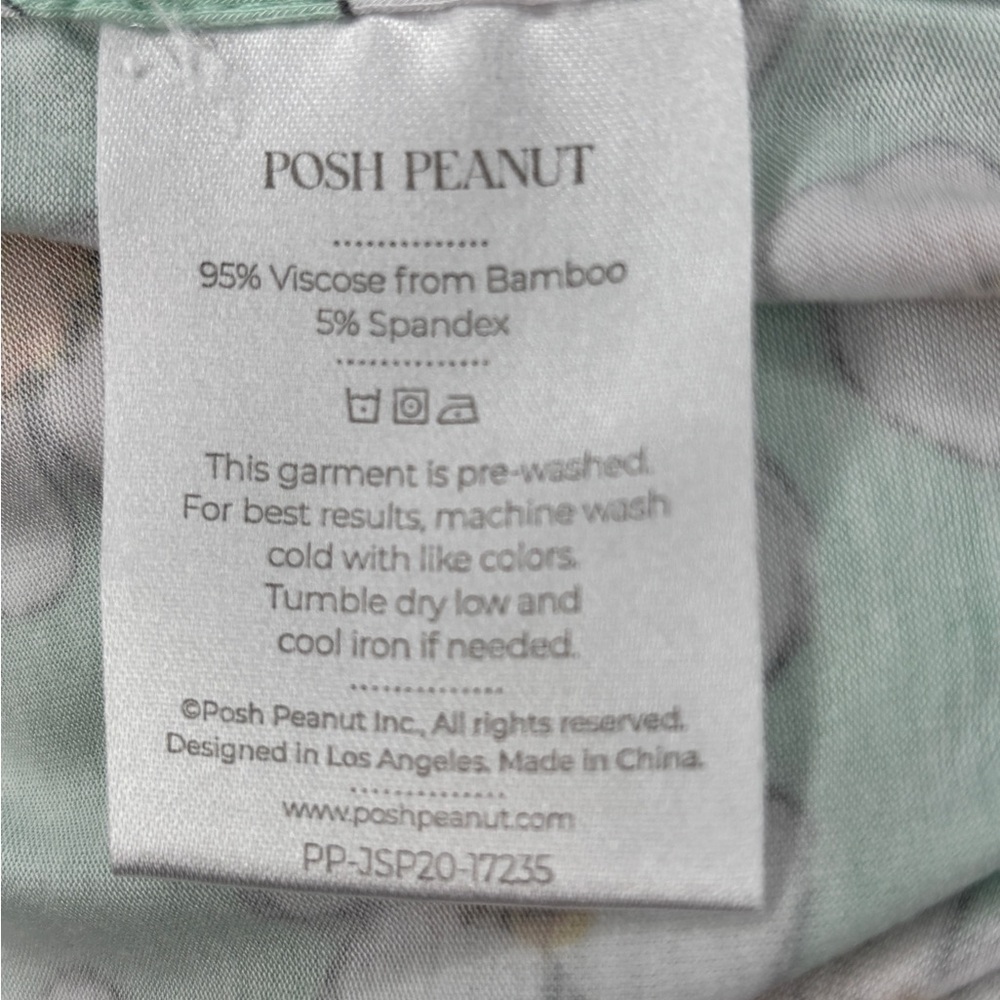 POSH PEANUT
95% Viscose from Bamboo
5% Spandex
This garment is pre-washed.
For best results, machine wash
cold with like colors.
Tumble dry low and
cool iron if needed.
©Posh Peanut Inc., All rights reserved.
Designed in Los Angeles. Made in China.
www.poshpeanut.com
PP-JSP20-17235